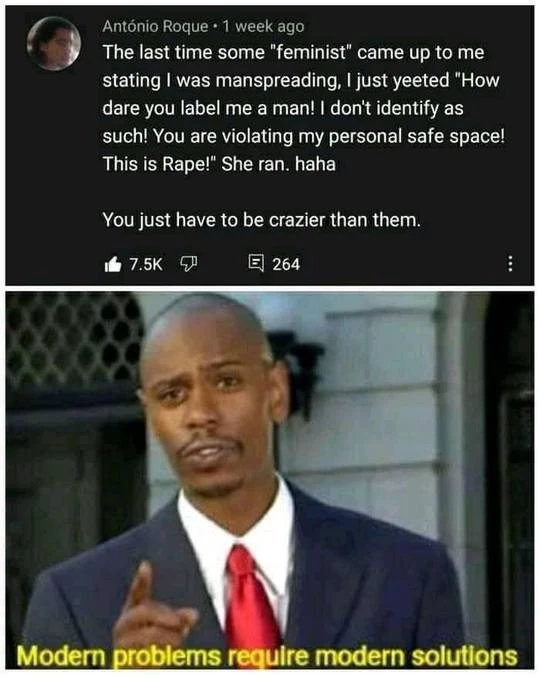 António Roque • 1 week ago
The last time some "feminist" came up to me
stating I was manspreading, I just yeeted "How
dare you label me a man! I don't identify as
such! You are violating my personal safe space!
This is Rape!" She ran. haha
You just have to be crazier than them.
7.5K 264
Modern problems require modern solutions